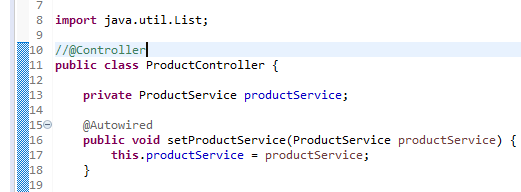 7
8 import java.util.List;
9
10 //@Controller
11 public class ProductController {
12
13 private ProductService productService;
14
15 @Autowired
16 public void setProductService(ProductService productService) {
17 this.productService = productService;
18 }
19